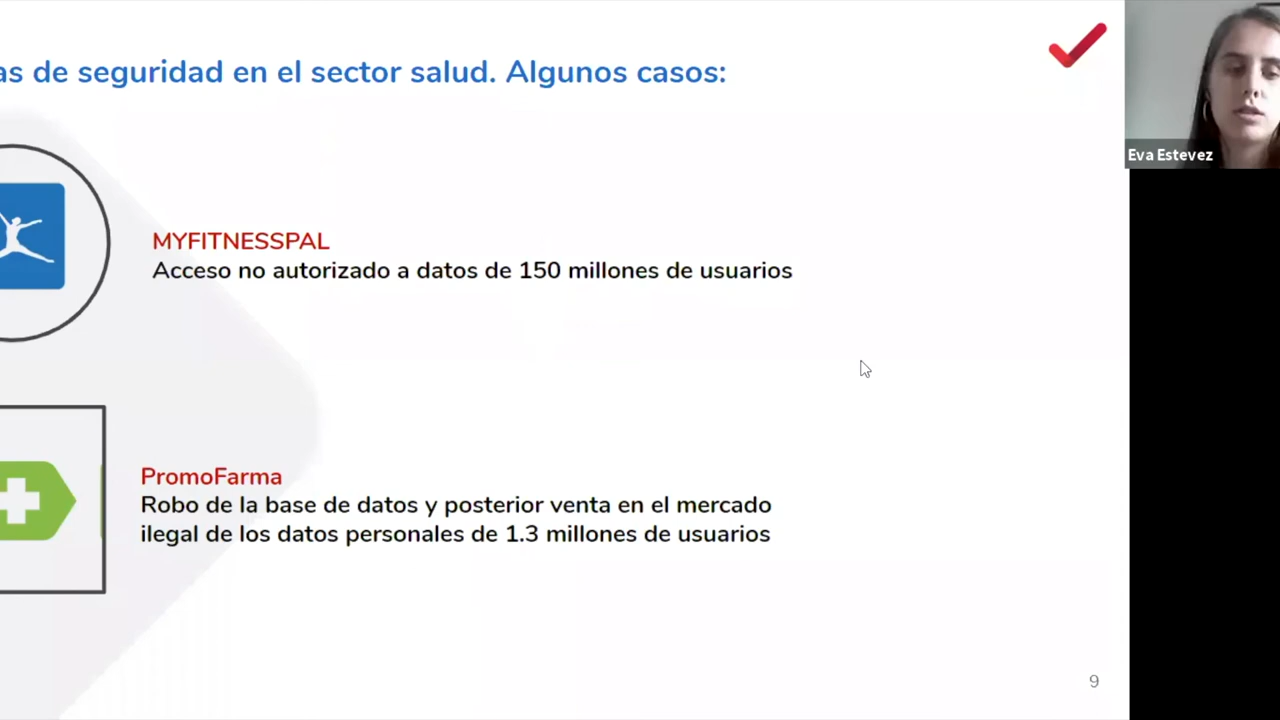 as de seguridad en el sector salud. Algunos casos:
Eva Estevez
MYFITNESSPAL
Acceso no autorizado a datos de 150 millones de usuarios
PromoFarma
Robo de la base de datos y posterior venta en el mercado
ilegal de los datos personales de 1.3 millones de usuarios
9